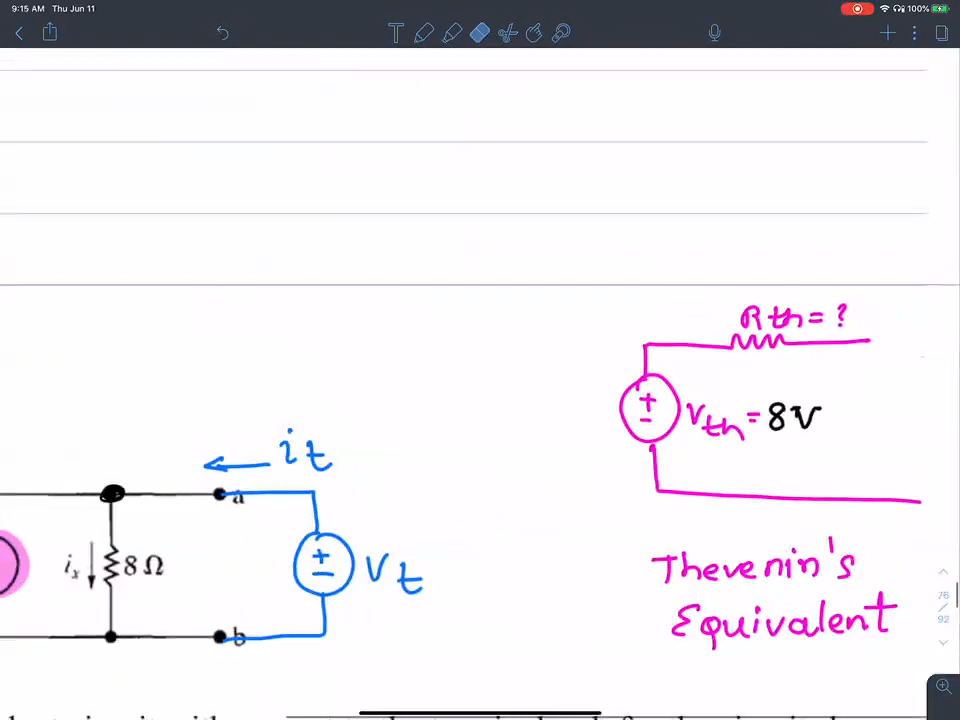 9:15 AM Thu Jun 11
100%
T
Rth = ?
+
-
Vth = 8V
it
a
ix
8 Ω
+
-
Vt
b
Thevenin's
Equivalent
76
/
92